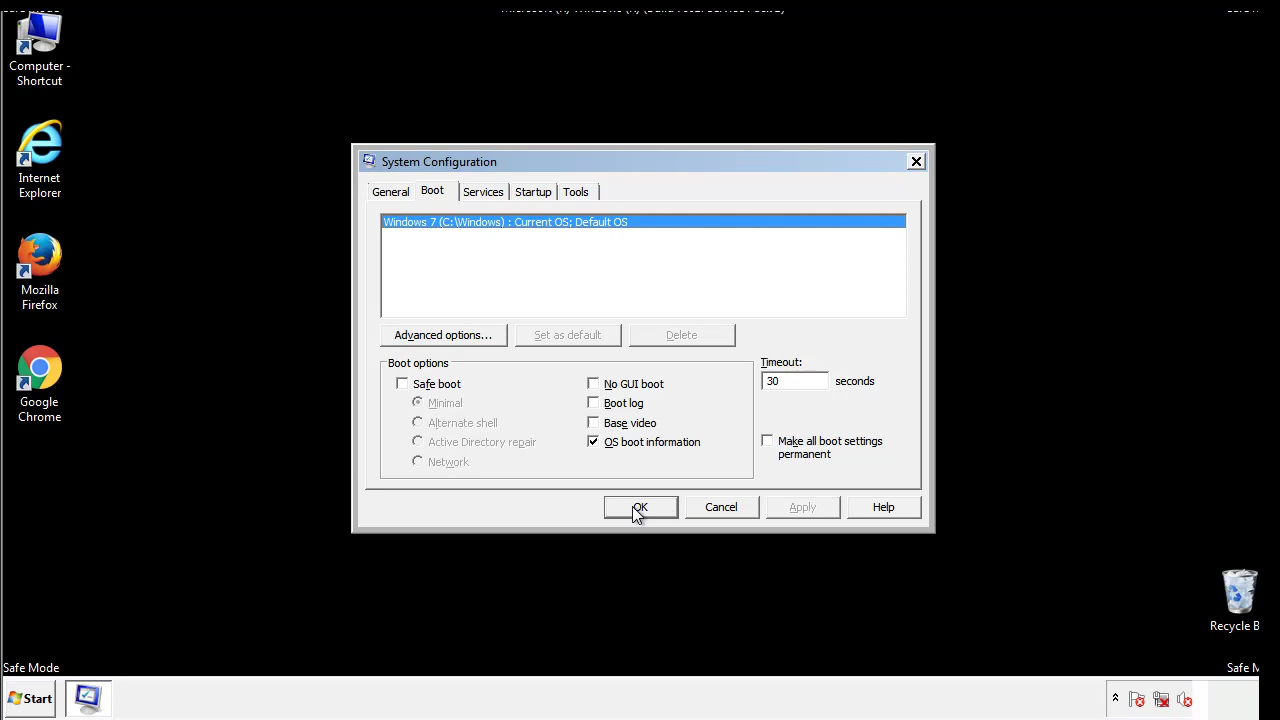 Computer -
Shortcut
Internet
Explorer
Mozilla
Firefox
Google
Chrome
System Configuration
General
Boot
Services
Startup
Tools
Windows 7 (C:\Windows) : Current OS; Default OS
Advanced options...
Set as default
Delete
Boot options
Safe boot
Minimal
Alternate shell
Active Directory repair
Network
No GUI boot
Boot log
Base video
OS boot information
Timeout:
30 seconds
Make all boot settings
permanent
OK
Cancel
Apply
Help
Recycle B
Safe Mode
Safe M
Start